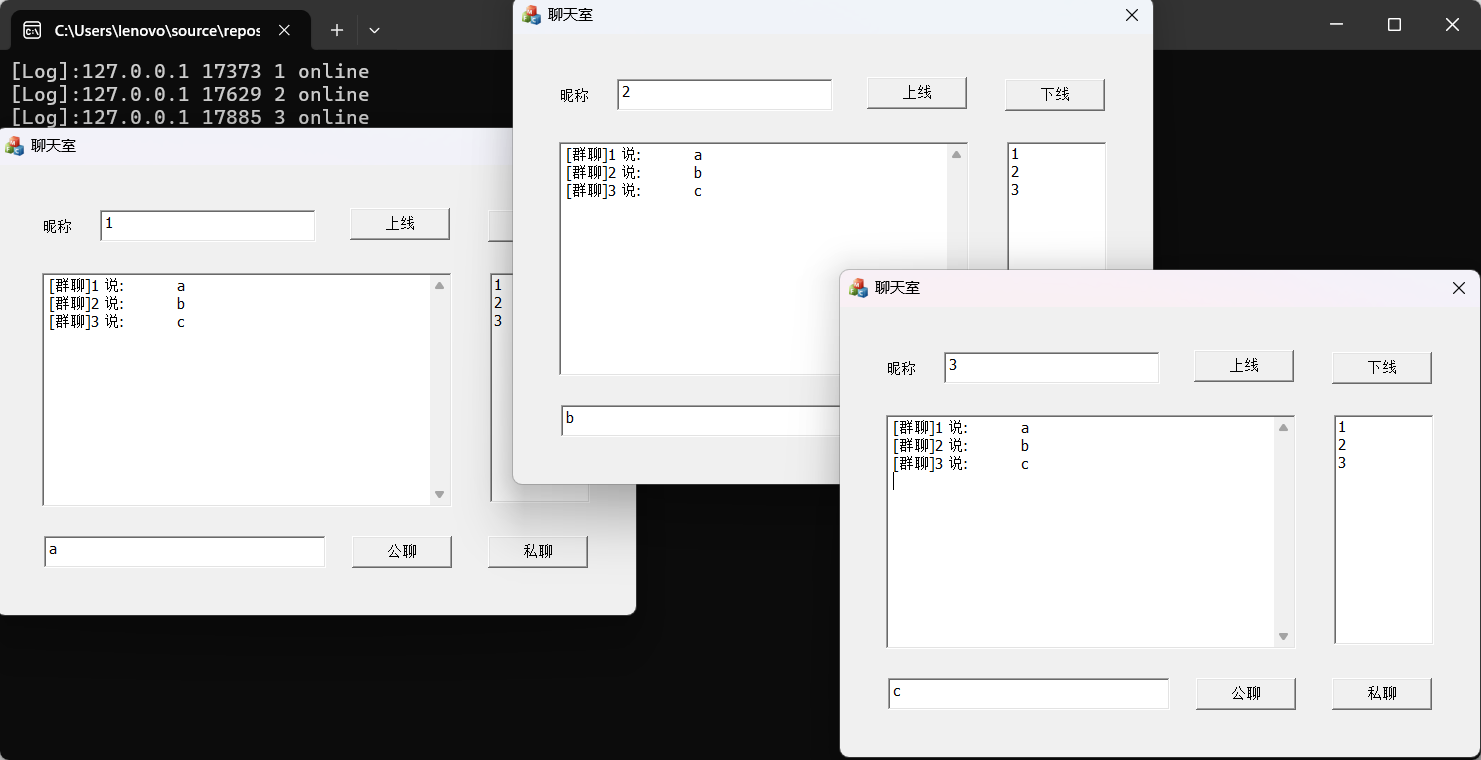 C:\Users\lenovo\source\repos
[Log]:127.0.0.1 17373 1 online
[Log]:127.0.0.1 17629 2 online
[Log]:127.0.0.1 17885 3 online
聊天室
昵称 1 上线
[群聊]1 说: a
[群聊]2 说: b
[群聊]3 说: c
1
2
3
a 公聊 私聊
聊天室
昵称 2 上线 下线
[群聊]1 说: a
[群聊]2 说: b
[群聊]3 说: c
1
2
3
b
聊天室
昵称 3 上线 下线
[群聊]1 说: a
[群聊]2 说: b
[群聊]3 说: c
1
2
3
c 公聊 私聊